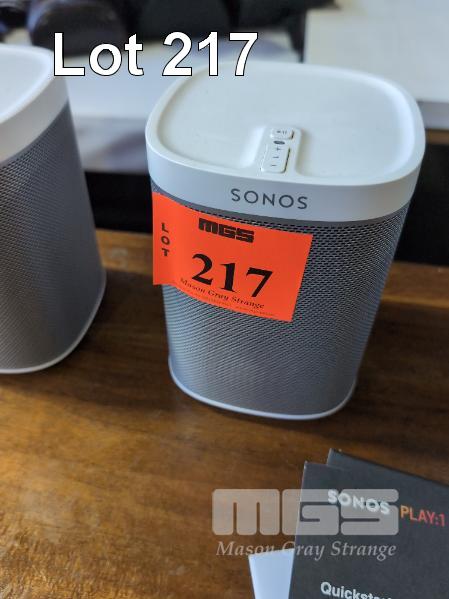 Lot 217
+
SONOS
MGS
LOT
217
Mason Gray Strange
SONOS PLAY:1
MGS
Mason Gray Strange